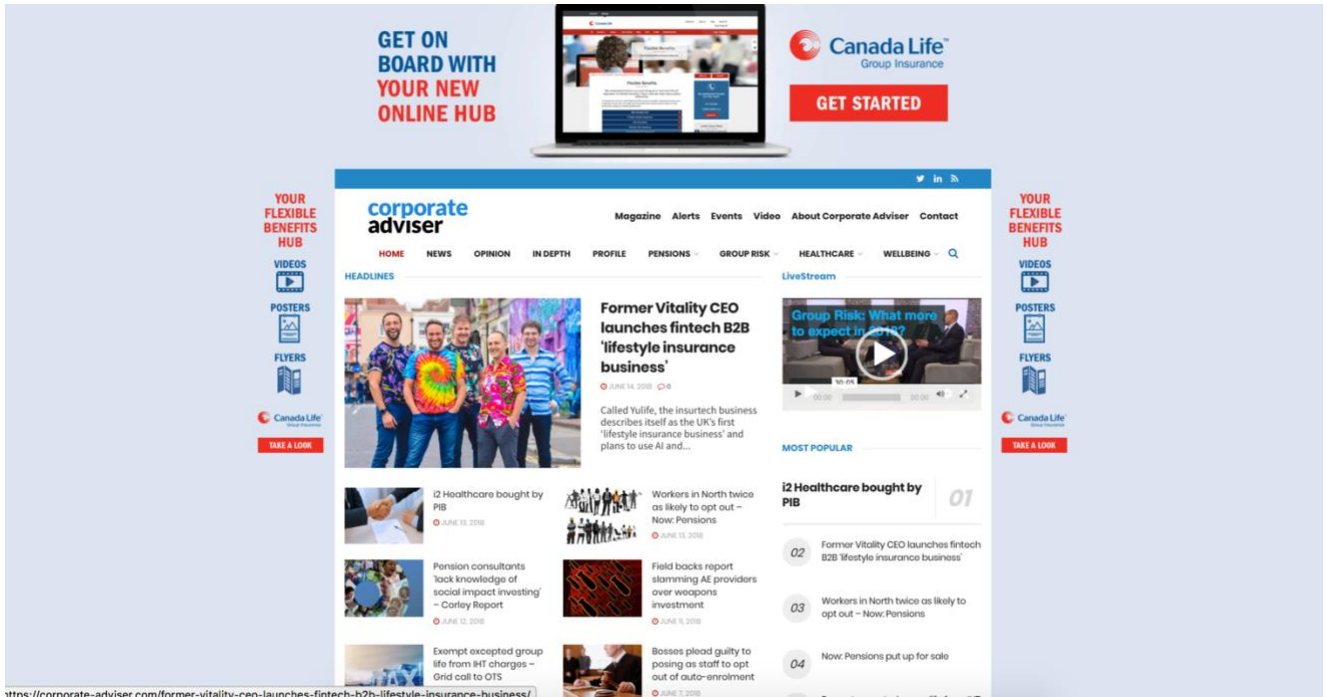 GET ON
BOARD WITH
YOUR NEW
ONLINE HUB
Canada Life™
Group Insurance
GET STARTED
YOUR
FLEXIBLE
BENEFITS
HUB
VIDEOS
POSTERS
FLYERS
Canada Life
Group Insurance
TAKE A LOOK
corporate
adviser
Magazine Alerts Events Video About Corporate Adviser Contact
HOME NEWS OPINION IN DEPTH PROFILE PENSIONS GROUP RISK HEALTHCARE WELLBEING
HEADLINES
Former Vitality CEO
launches fintech B2B
'lifestyle insurance
business'
JUNE 14, 2018 0
Called Yulife, the insurtech business
describes itself as the UK's first
'lifestyle insurance business' and
plans to use AI and...
i2 Healthcare bought by
PIB
JUNE 13, 2018
Workers in North twice
as likely to opt out –
Now: Pensions
JUNE 13, 2018
Pension consultants
'lack knowledge of
social impact investing'
– Corley Report
JUNE 12, 2018
Field backs report
slamming AE providers
over weapons
investment
JUNE 11, 2018
Exempt excepted group
life from IHT charges –
Grid call to OTS
Bosses plead guilty to
posing as staff to opt
out of auto-enrolment
JUNE 7, 2018
LiveStream
Group Risk: What more
to expect in 2018?
30:05
00:00 00:00
MOST POPULAR
i2 Healthcare bought by
PIB
01
02
Former Vitality CEO launches fintech
B2B 'lifestyle insurance business'
03
Workers in North twice as likely to
opt out – Now: Pensions
04
Now: Pensions put up for sale
YOUR
FLEXIBLE
BENEFITS
HUB
VIDEOS
POSTERS
FLYERS
Canada Life
Group Insurance
TAKE A LOOK
https://corporate-adviser.com/former-vitality-ceo-launches-fintech-b2b-lifestyle-insurance-business/